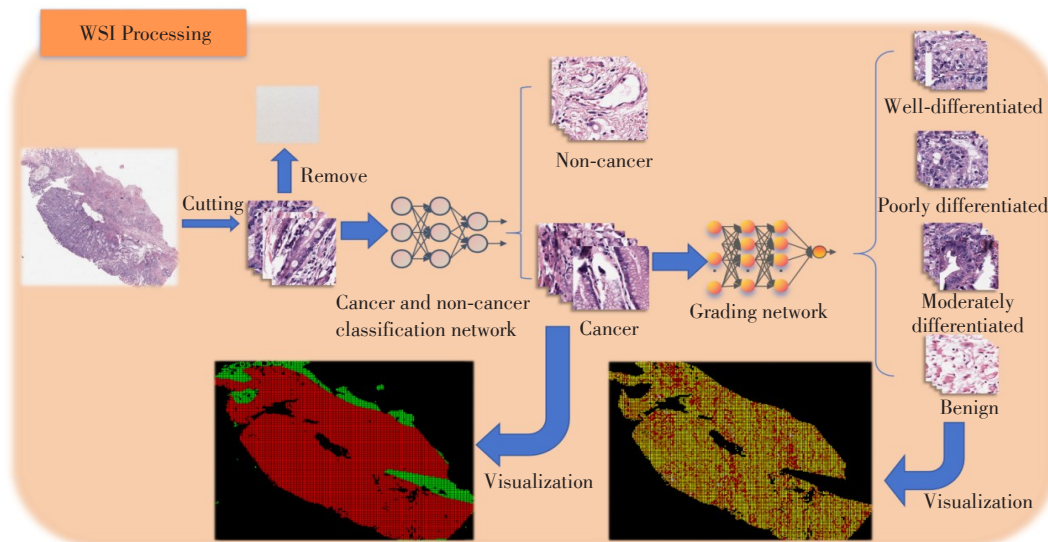 WSI Processing
Cutting
Remove
Cancer and non-cancer
classification network
Non-cancer
Cancer
Grading network
Well-differentiated
Poorly differentiated
Moderately
differentiated
Benign
Visualization
Visualization